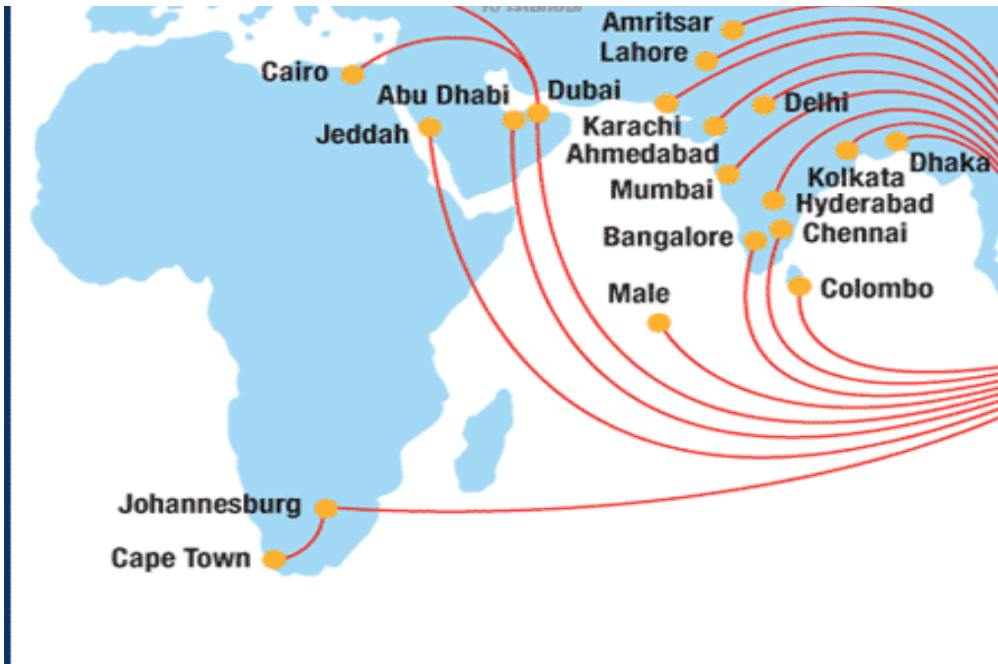 Amritsar
Lahore
Cairo
Abu Dhabi
Dubai
Delhi
Jeddah
Karachi
Ahmedabad
Dhaka
Kolkata
Mumbai
Hyderabad
Bangalore
Chennai
Colombo
Male
Johannesburg
Cape Town